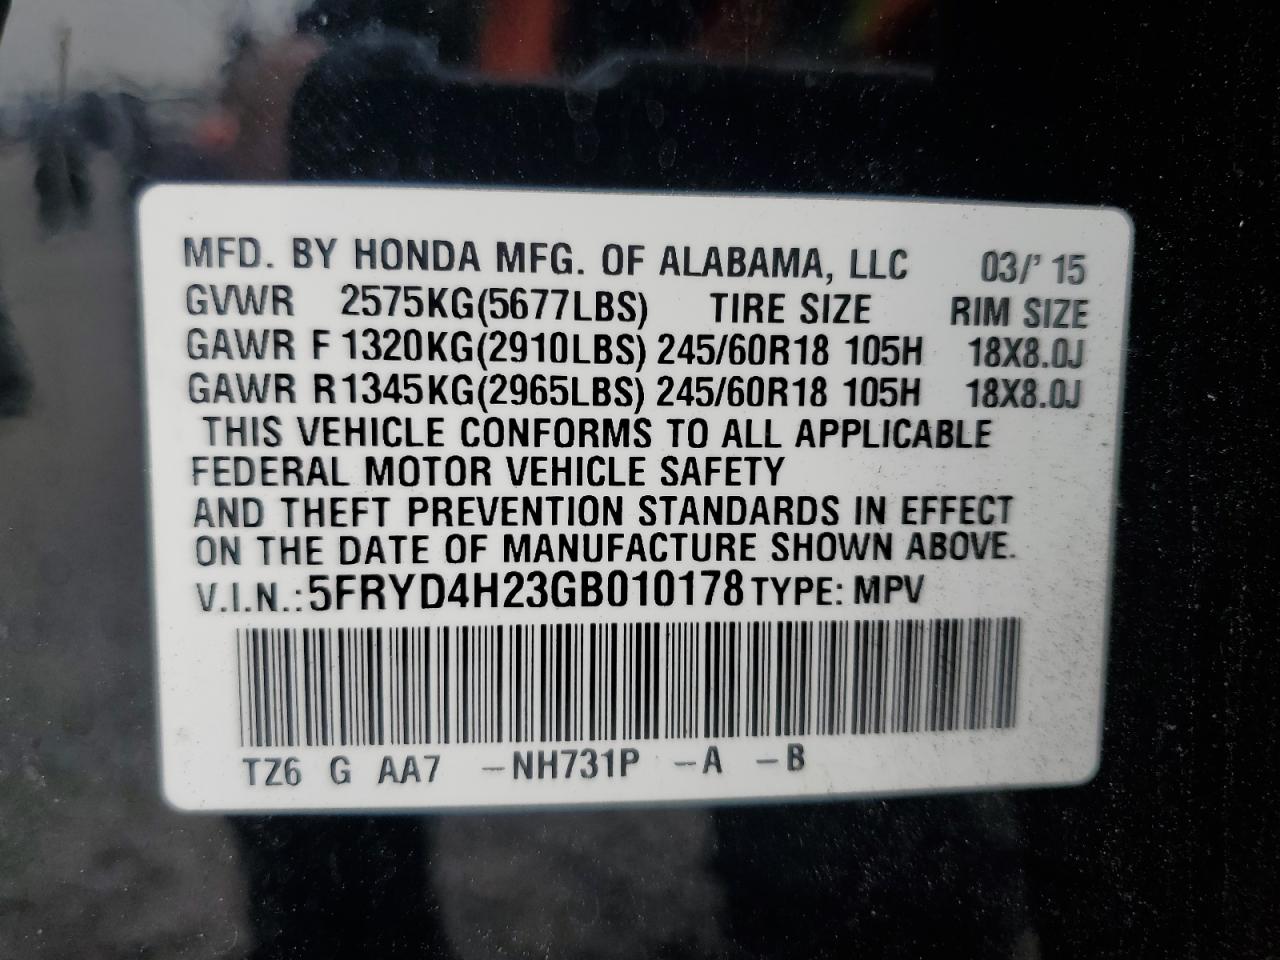 MFD. BY HONDA MFG. OF ALABAMA, LLC 03/' 15
GVWR 2575KG(5677LBS) TIRE SIZE RIM SIZE
GAWR F 1320KG(2910LBS) 245/60R18 105H 18X8.0J
GAWR R1345KG(2965LBS) 245/60R18 105H 18X8.0J
THIS VEHICLE CONFORMS TO ALL APPLICABLE
FEDERAL MOTOR VEHICLE SAFETY
AND THEFT PREVENTION STANDARDS IN EFFECT
ON THE DATE OF MANUFACTURE SHOWN ABOVE.
V.I.N.:5FRYD4H23GB010178 TYPE: MPV
TZ6 G AA7 -NH731P -A -B